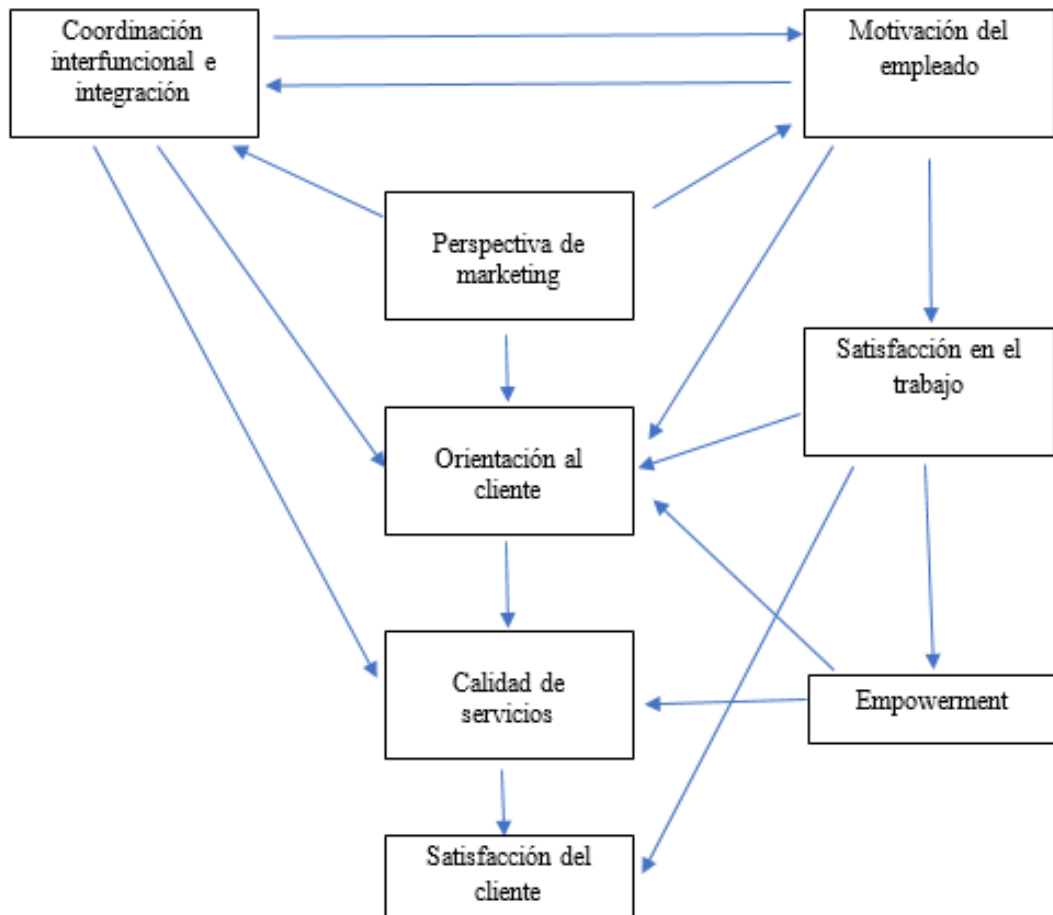 Coordinación
interfuncional e
integración
Motivación del
empleado
Perspectiva de
marketing
Satisfacción en el
trabajo
Orientación al
cliente
Calidad de
servicios
Empowerment
Satisfacción del
cliente